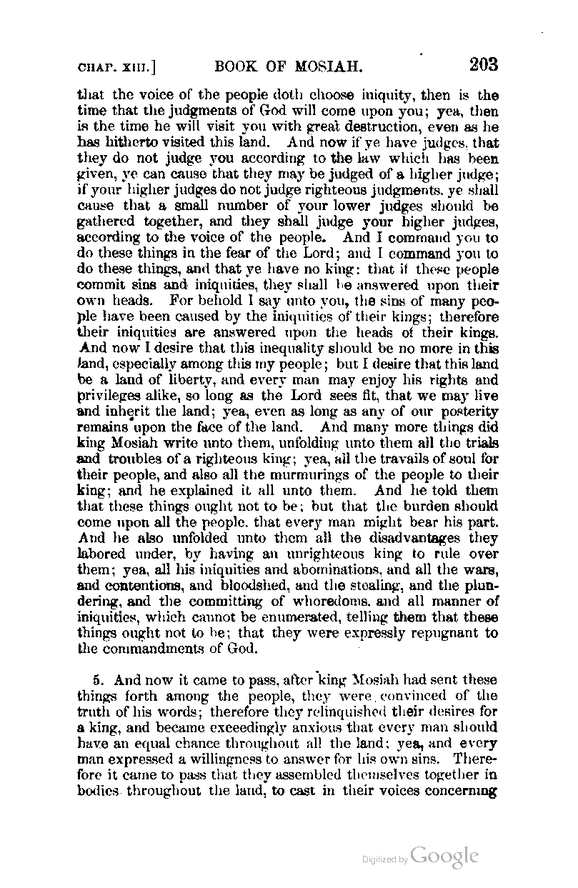 CHAP. XIII.] BOOK OF MOSIAH. 203
that the voice of the people doth choose iniquity, then is the
time that the judgments of God will come upon you; yea, then
is the time he will visit you with great destruction, even as he
has hitherto visited this land. And now if ye have judges, that
they do not judge you according to the law which has been
given, ye can cause that they may be judged of a higher judge;
if your higher judges do not judge righteous judgments, ye shall
cause that a small number of your lower judges should be
gathered together, and they shall judge your higher judges,
according to the voice of the people. And I command you to
do these things in the fear of the Lord; and I command you to
do these things, and that ye have no king: that if these people
commit sins and iniquities, they shall be answered upon their
own heads. For behold I say unto you, the sins of many peo-
ple have been caused by the iniquities of their kings; therefore
their iniquities are answered upon the heads of their kings.
And now I desire that this inequality should be no more in this
land, especially among this my people; but I desire that this land
be a land of liberty, and every man may enjoy his rights and
privileges alike, so long as the Lord sees fit, that we may live
and inherit the land; yea, even as long as any of our posterity
remains upon the face of the land. And many more things did
king Mosiah write unto them, unfolding unto them all the trials
and troubles of a righteous king; yea, all the travails of soul for
their people, and also all the murmurings of the people to their
king; and he explained it all unto them. And he told them
that these things ought not to be; but that the burden should
come upon all the people, that every man might bear his part.
And he also unfolded unto them all the disadvantages they
labored under, by having an unrighteous king to rule over
them; yea, all his iniquities and abominations, and all the wars,
and contentions, and bloodshed, and the stealing, and the plun-
dering, and the committing of whoredoms, and all manner of
iniquities, which cannot be enumerated, telling them that these
things ought not to be; that they were expressly repugnant to
the commandments of God.
5. And now it came to pass, after king Mosiah had sent these
things forth among the people, they were convinced of the
truth of his words; therefore they relinquished their desires for
a king, and became exceedingly anxious that every man should
have an equal chance throughout all the land; yea, and every
man expressed a willingness to answer for his own sins. There-
fore it came to pass that they assembled themselves together in
bodies throughout the land, to cast in their voices concerning
Digitized by Google